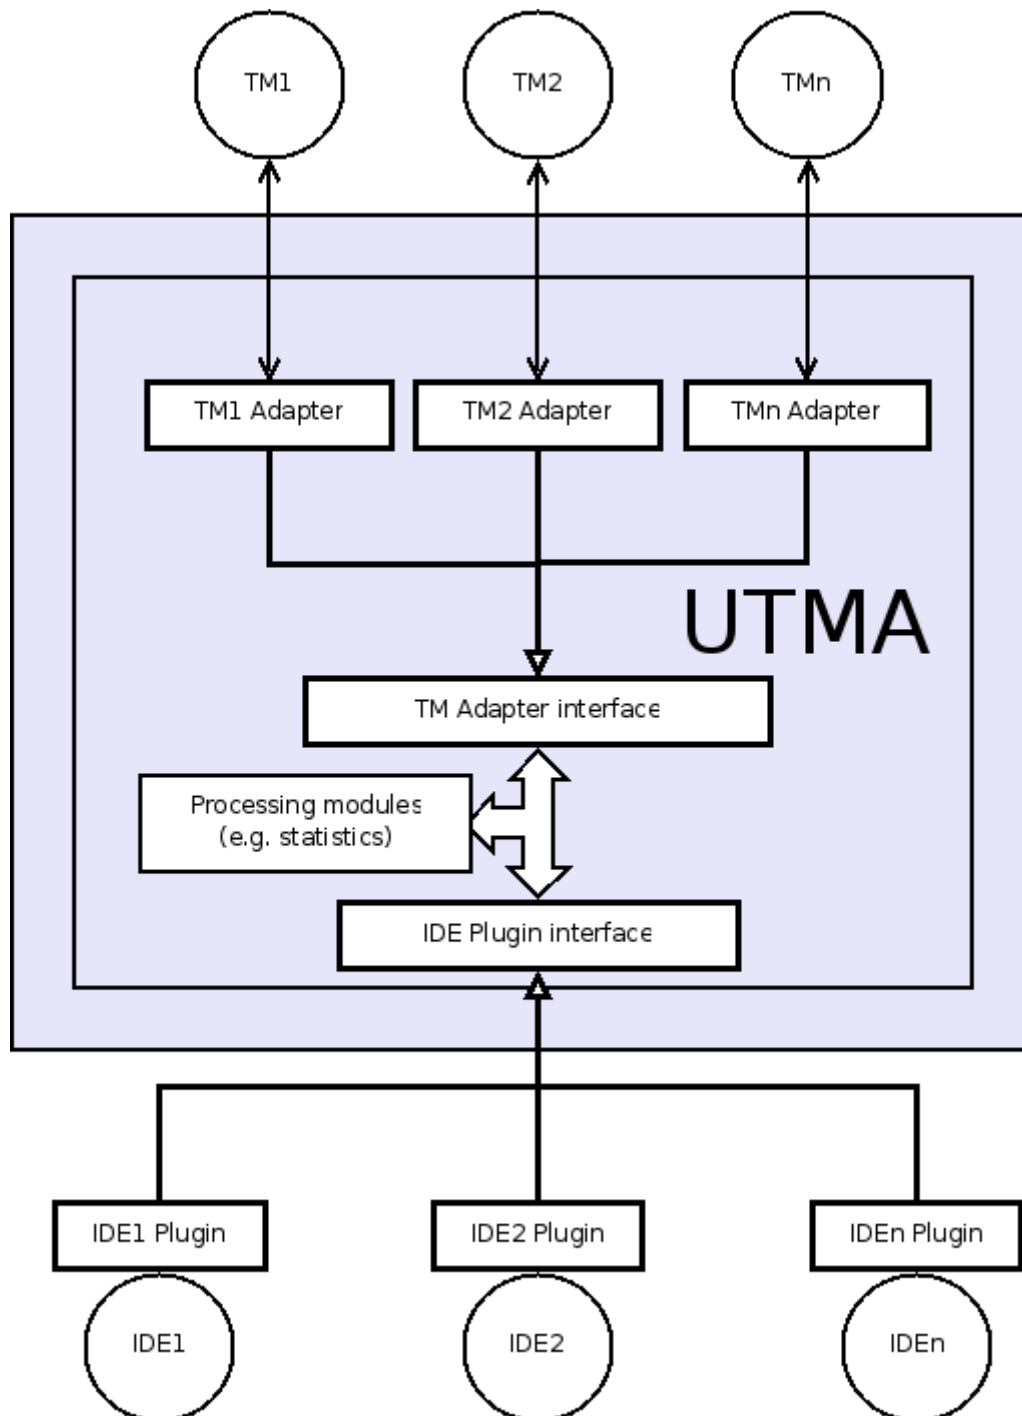 TM1
TM2
TMn
TM1 Adapter
TM2 Adapter
TMn Adapter
UTMA
TM Adapter interface
Processing modules
(e.g. statistics)
IDE Plugin interface
IDE1 Plugin
IDE2 Plugin
IDEn Plugin
IDE1
IDE2
IDEn